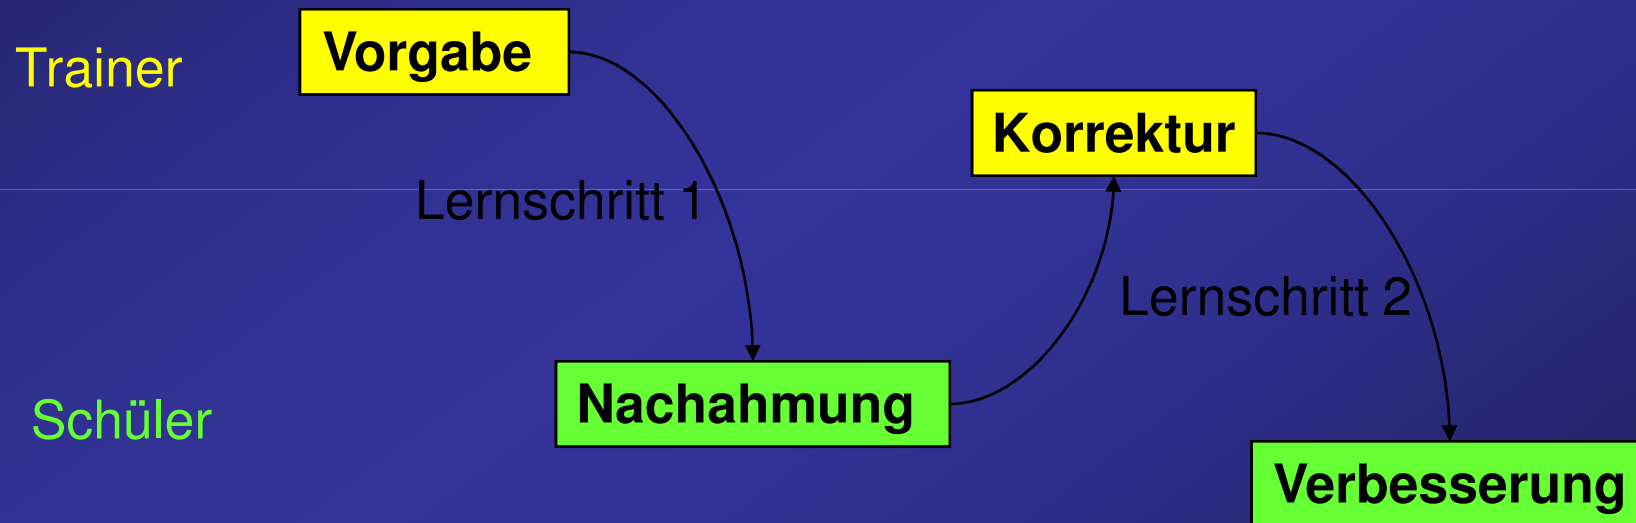 Trainer
Vorgabe
Korrektur
Lernschritt 1
Lernschritt 2
Schüler
Nachahmung
Verbesserung